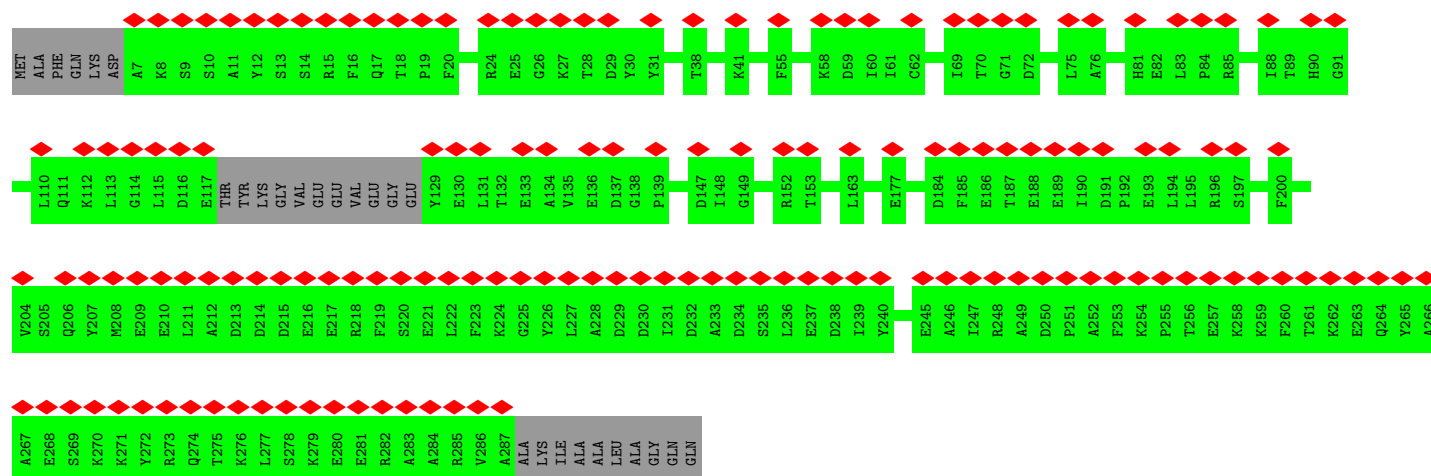 MET ALA PHE GLN LYS ASP A7 K8 S9 S10 A11 Y12 S13 S14 R15 F16 Q17 T18 P19 F20 R24 E25 G26 K27 T28 D29 Y30 Y31 T38 K41 F55 K58 D59 I60 I61 C62 I69 T70 G71 D72 L75 A76 H81 E82 L83 P84 R85 I88 T89 H90 G91
L110 Q111 K112 L113 G114 L115 D116 E117 THR TYR LYS GLY VAL GLU GLU VAL GLU GLY GLU Y129 E130 L131 T132 E133 A134 V135 E136 D137 G138 P139 D147 I148 G149 R152 T153 L163 E177 D184 F185 E186 T187 E188 E189 I190 D191 P192 E193 L194 L195 R196 S197 F200
V204 S205 Q206 Y207 M208 E209 E210 L211 A212 D213 D214 D215 E216 E217 R218 F219 S220 E221 L222 F223 K224 G225 Y226 L227 A228 D229 D230 I231 D232 A233 D234 S235 L236 E237 D238 I239 Y240 E245 A246 I247 R248 A249 D250 P251 A252 F253 K254 P255 T256 E257 K258 K259 F260 T261 K262 E263 Q264 Y265 A266
A267 E268 S269 K270 K271 Y272 R273 Q274 T275 K276 L277 S278 K279 E280 E281 R282 A283 A284 R285 V286 A287 ALA LYS ILE ALA ALA LEU ALA GLY GLN GLN